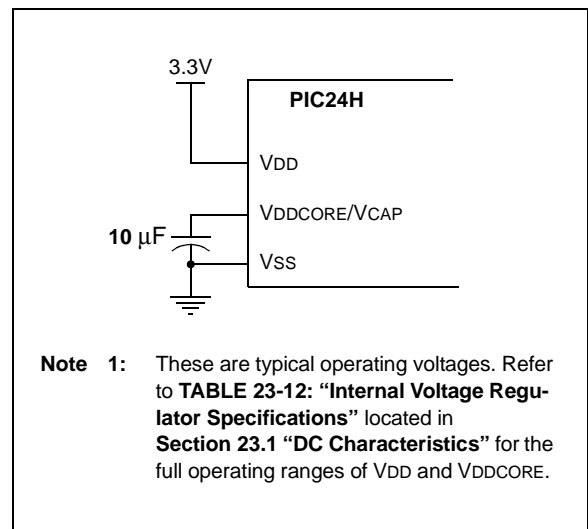 3.3V
PIC24H
VDD
VDDCORE/VCAP
10 µF
VSS
Note 1: These are typical operating voltages. Refer
to TABLE 23-12: “Internal Voltage Regu-
lator Specifications” located in
Section 23.1 “DC Characteristics” for the
full operating ranges of VDD and VDDCORE.